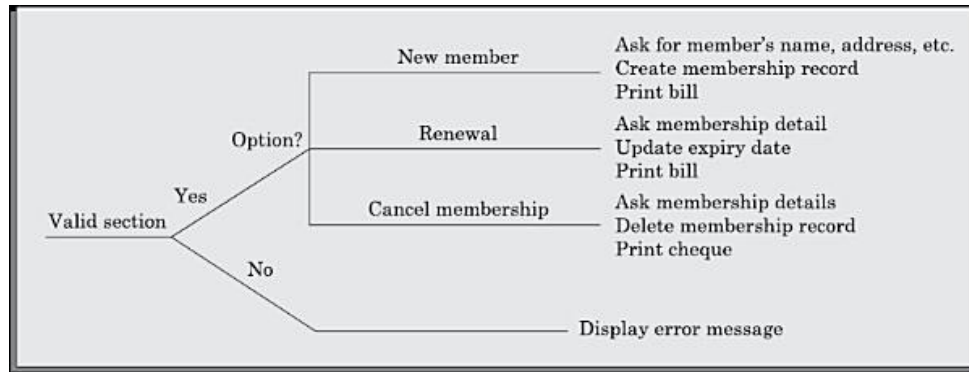 New member
Ask for member's name, address, etc.
Create membership record
Print bill
Option?
Renewal
Ask membership detail
Update expiry date
Print bill
Yes
Cancel membership
Ask membership details
Delete membership record
Print cheque
Valid section
No
Display error message